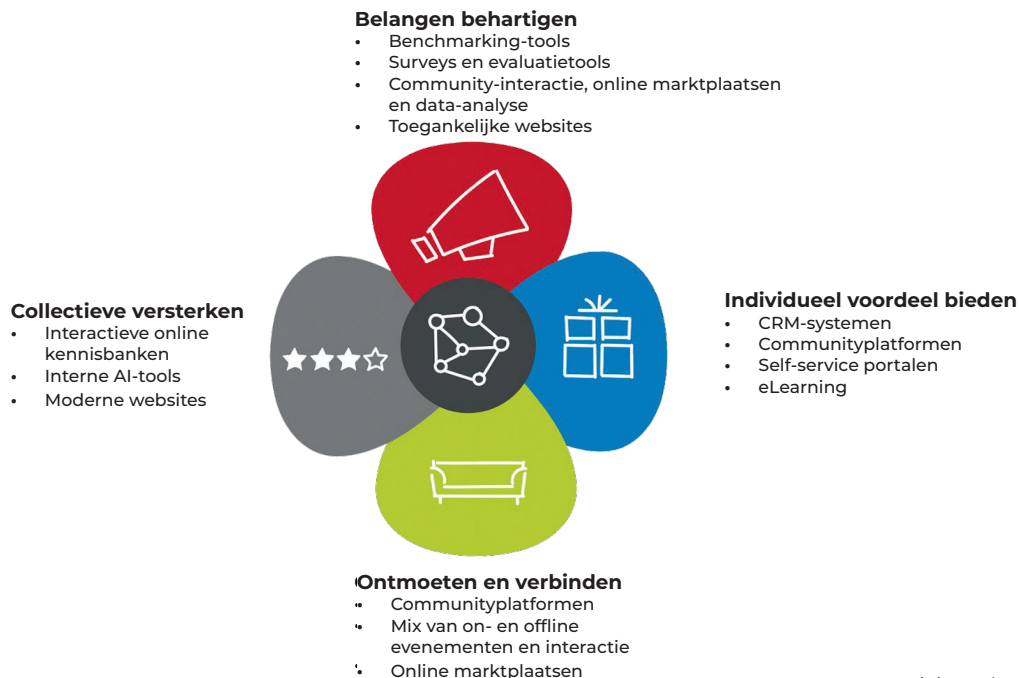 Belangen behartigen
• Benchmarking-tools
• Surveys en evaluatietools
• Community-interactie, online marktplaatsen
en data-analyse
• Toegankelijke websites
Collectieve versterken
• Interactieve online
kennisbanken
• Interne AI-tools
• Moderne websites
Individueel voordeel bieden
• CRM-systemen
• Communityplatformen
• Self-service portalen
• eLearning
Ontmoeten en verbinden
• Communityplatformen
• Mix van on- en offline
evenementen en interactie
• Online marktplaatsen